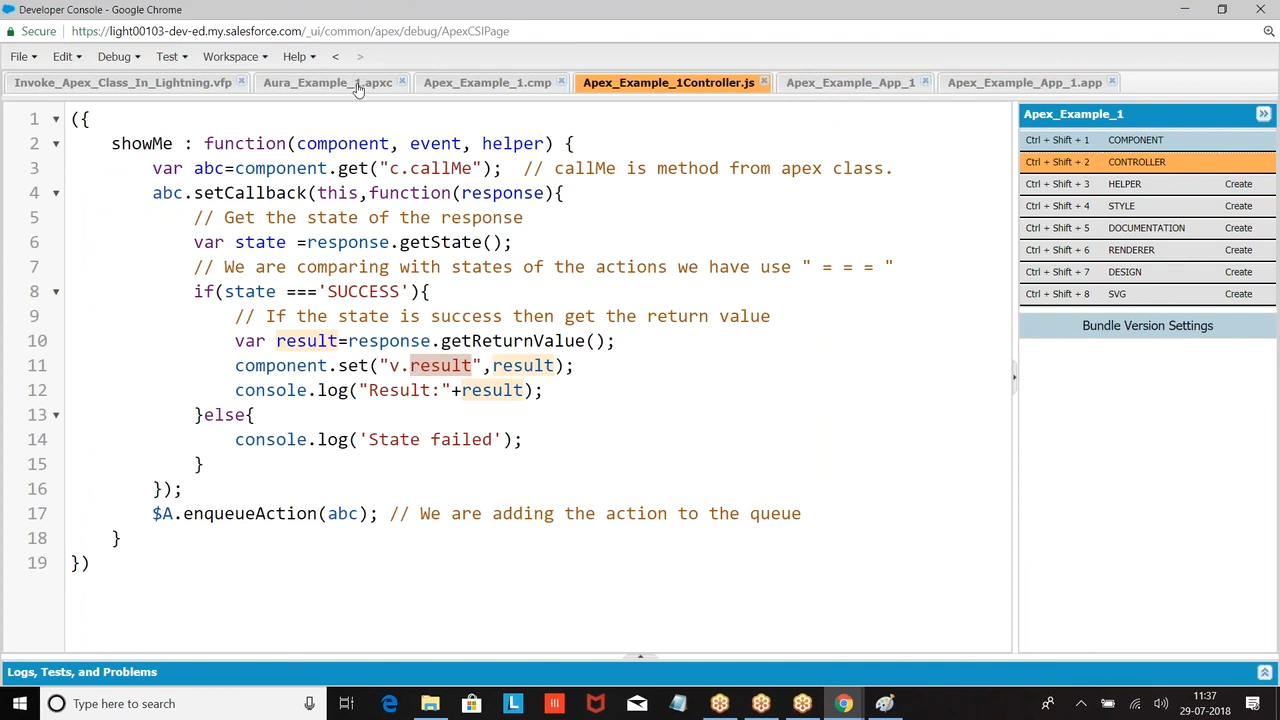 Developer Console - Google Chrome
Secure https://light00103-dev-ed.my.salesforce.com/_ui/common/apex/debug/ApexCSIPage
File Edit Debug Test Workspace Help < >
Invoke_Apex_Class_In_Lightning.vfp Aura_Example_1.apxc Apex_Example_1.cmp Apex_Example_1Controller.js Apex_Example_App_1 Apex_Example_App_1.app
1 ({
2 showMe : function(component, event, helper) {
3 var abc=component.get("c.callMe"); // callMe is method from apex class.
4 abc.setCallback(this,function(response){
5 // Get the state of the response
6 var state =response.getState();
7 // We are comparing with states of the actions we have use " = = = "
8 if(state ==='SUCCESS'){
9 // If the state is success then get the return value
10 var result=response.getReturnValue();
11 component.set("v.result",result);
12 console.log("Result:"+result);
13 }else{
14 console.log('State failed');
15 }
16 });
17 $A.enqueueAction(abc); // We are adding the action to the queue
18 }
19 })
Apex_Example_1
Ctrl + Shift + 1 COMPONENT
Ctrl + Shift + 2 CONTROLLER
Ctrl + Shift + 3 HELPER Create
Ctrl + Shift + 4 STYLE Create
Ctrl + Shift + 5 DOCUMENTATION Create
Ctrl + Shift + 6 RENDERER Create
Ctrl + Shift + 7 DESIGN Create
Ctrl + Shift + 8 SVG Create
Bundle Version Settings
Logs, Tests, and Problems
Type here to search
11:37
29-07-2018